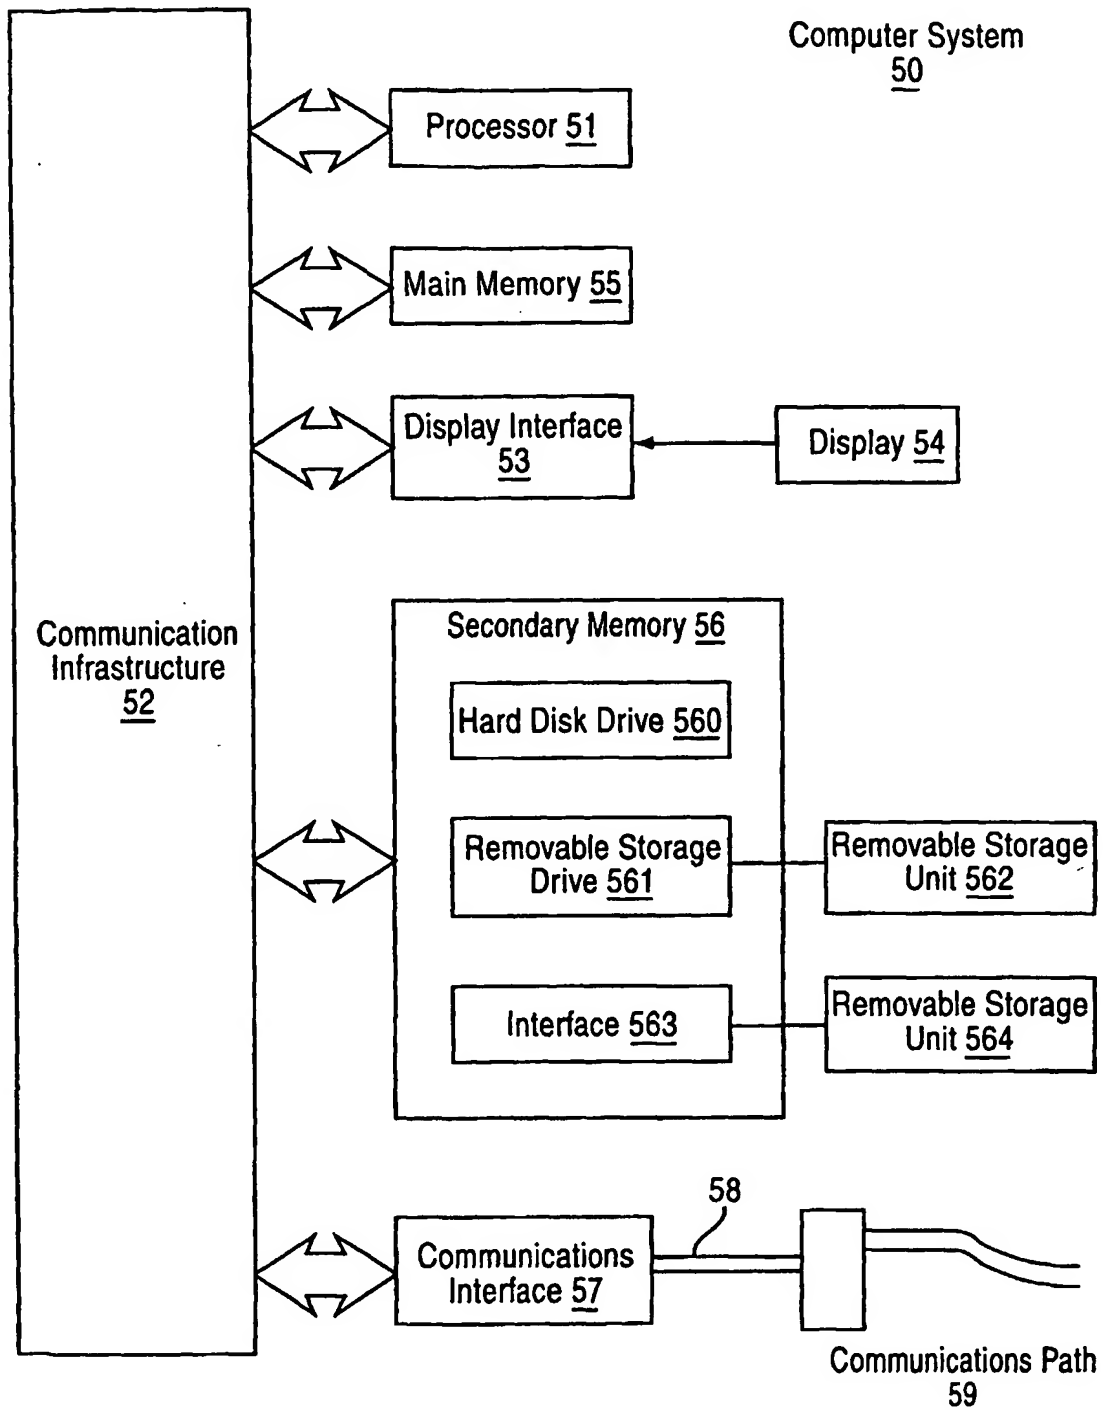 Computer System
50
Processor 51
Main Memory 55
Display Interface
53
Display 54
Communication
Infrastructure
52
Secondary Memory 56
Hard Disk Drive 560
Removable Storage
Drive 561
Removable Storage
Unit 562
Interface 563
Removable Storage
Unit 564
58
Communications
Interface 57
Communications Path
59